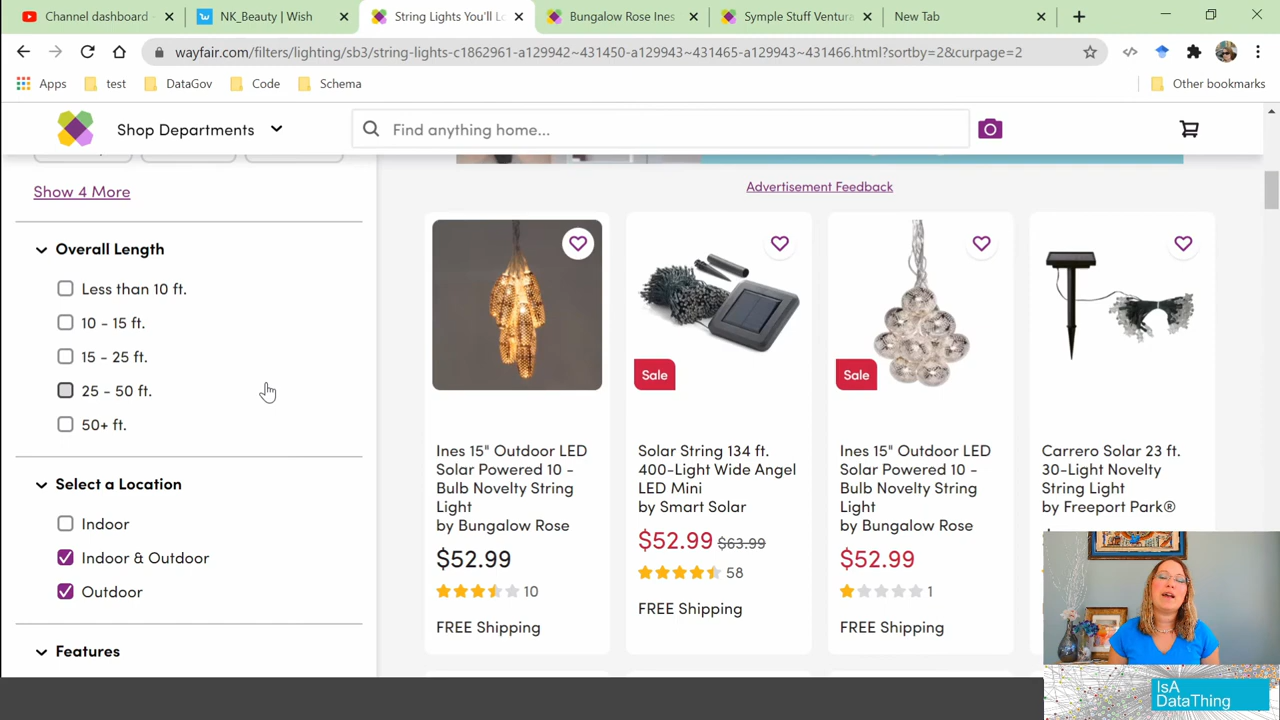 Channel dashboard
NK_Beauty | Wish
String Lights You'll Lo
Bungalow Rose Ines
Symple Stuff Ventura
New Tab
wayfair.com/filters/lighting/sb3/string-lights-c1862961-a129942~431450-a129943~431465-a129943~431466.html?sortby=2&curpage=2
Apps
test
DataGov
Code
Schema
Other bookmarks
Shop Departments
Find anything home...
Show 4 More
Overall Length
Less than 10 ft.
10 - 15 ft.
15 - 25 ft.
25 - 50 ft.
50+ ft.
Select a Location
Indoor
Indoor & Outdoor
Outdoor
Features
Advertisement Feedback
Ines 15" Outdoor LED
Solar Powered 10 -
Bulb Novelty String
Light
by Bungalow Rose
$52.99
10
FREE Shipping
Sale
Solar String 134 ft.
400-Light Wide Angel
LED Mini
by Smart Solar
$52.99 $63.99
58
FREE Shipping
Sale
Ines 15" Outdoor LED
Solar Powered 10 -
Bulb Novelty String
Light
by Bungalow Rose
$52.99
1
FREE Shipping
Carrero Solar 23 ft.
30-Light Novelty
String Light
by Freeport Park®
IsA
DataThing